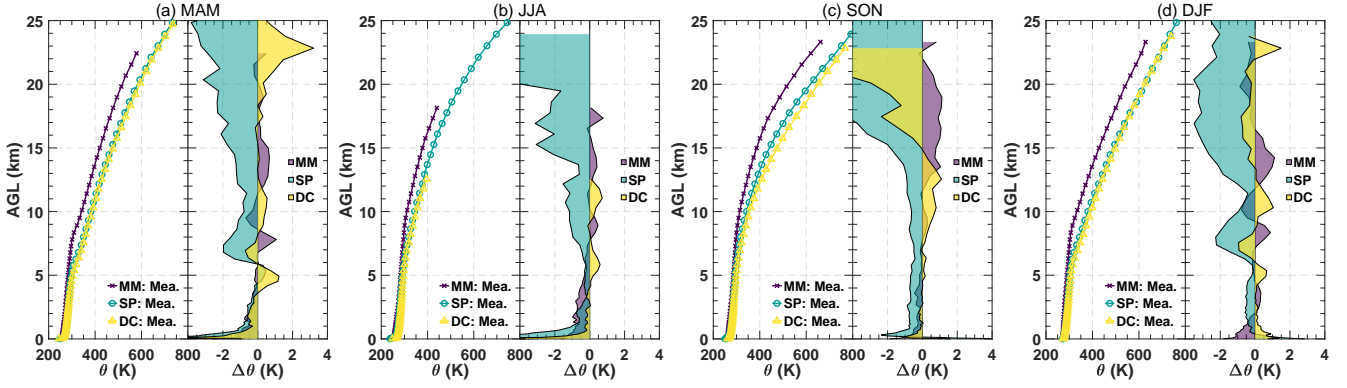 (a) MAM
(b) JJA
(c) SON
(d) DJF
25
20
15
10
5
0
AGL (km)
MM
SP
DC
MM: Mea.
SP: Mea.
DC: Mea.
200 400 600 800 -2 0 2 4
θ (K) Δθ (K)
25
20
15
10
5
0
AGL (km)
MM
SP
DC
MM: Mea.
SP: Mea.
DC: Mea.
200 400 600 800 -2 0 2 4
θ (K) Δθ (K)
25
20
15
10
5
0
AGL (km)
MM
SP
DC
MM: Mea.
SP: Mea.
DC: Mea.
200 400 600 800 -2 0 2 4
θ (K) Δθ (K)
25
20
15
10
5
0
AGL (km)
MM
SP
DC
MM: Mea.
SP: Mea.
DC: Mea.
200 400 600 -2 0 2 4
θ (K) Δθ (K)